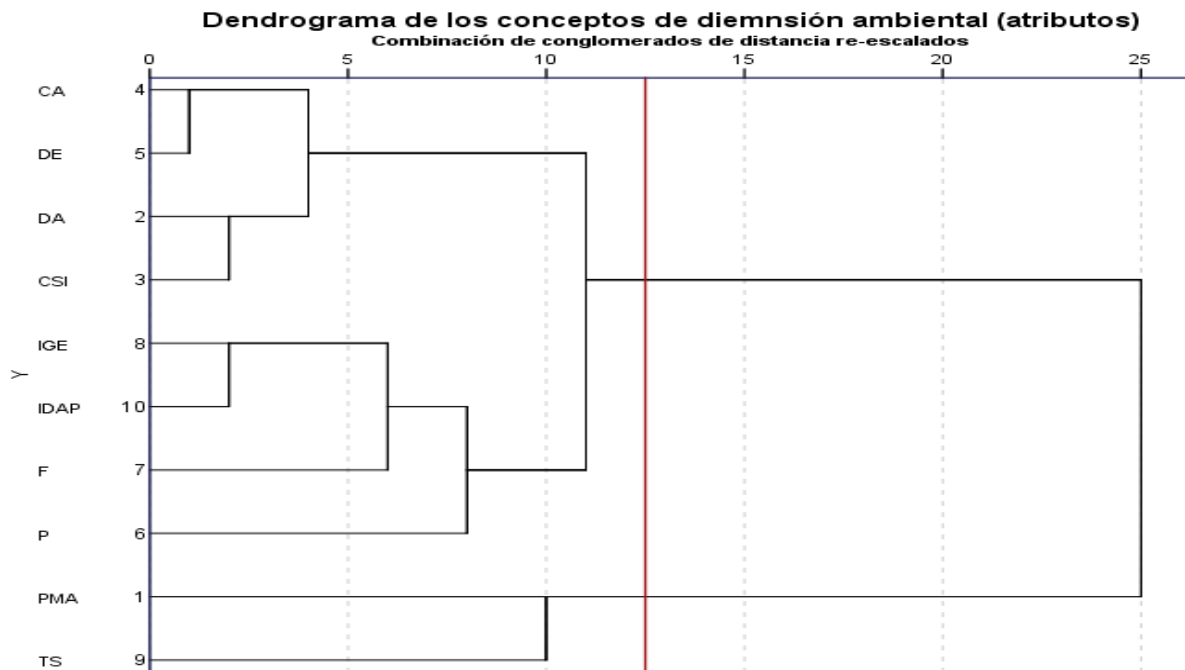 Dendrograma de los conceptos de diemnsión ambiental (atributos)
Combinación de conglomerados de distancia re-escalados
0 5 10 15 20 25
CA 4
DE 5
DA 2
CSI 3
IGE 8
Y
IDAP 10
F 7
P 6
PMA 1
TS 9